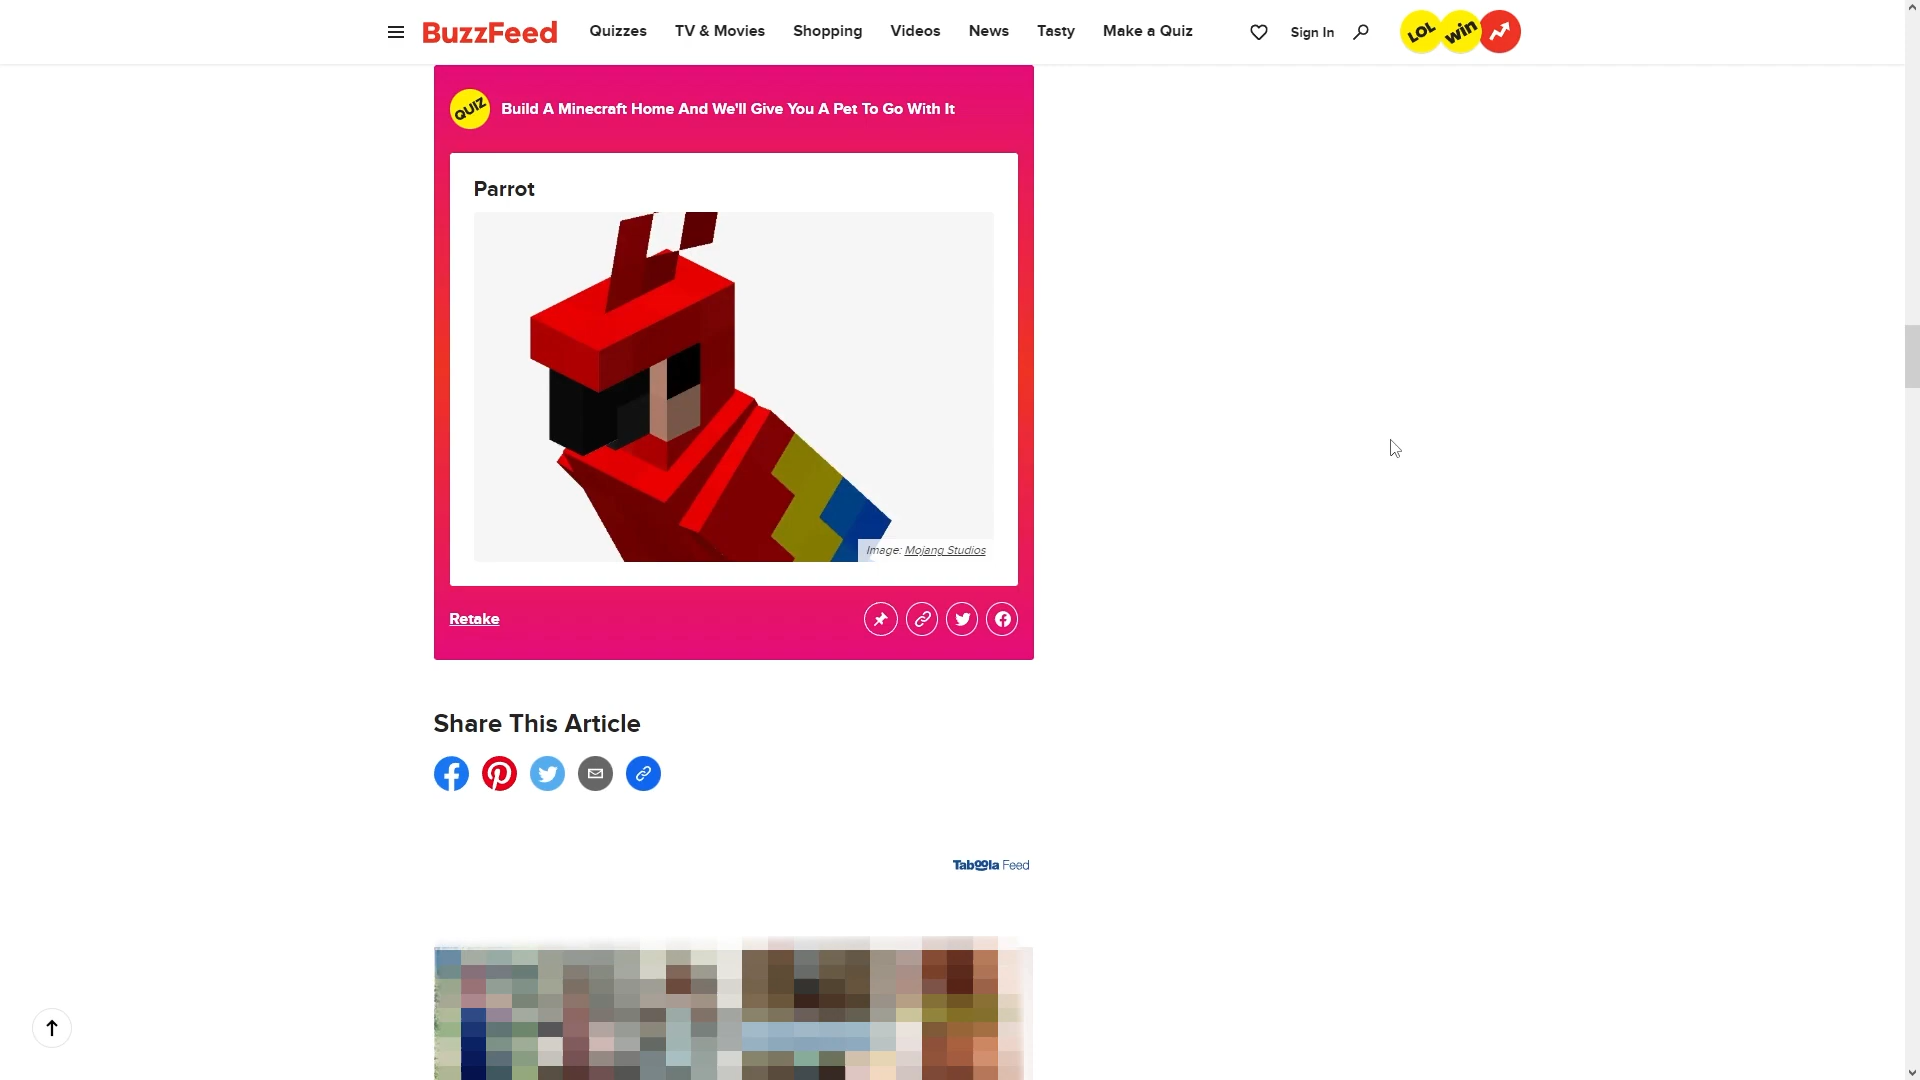 BuzzFeed Quizzes TV & Movies Shopping Videos News Tasty Make a Quiz Sign In LOL win
QUIZ Build A Minecraft Home And We'll Give You A Pet To Go With It
Parrot
Image: Mojang Studios
Retake
Share This Article
Taboola Feed